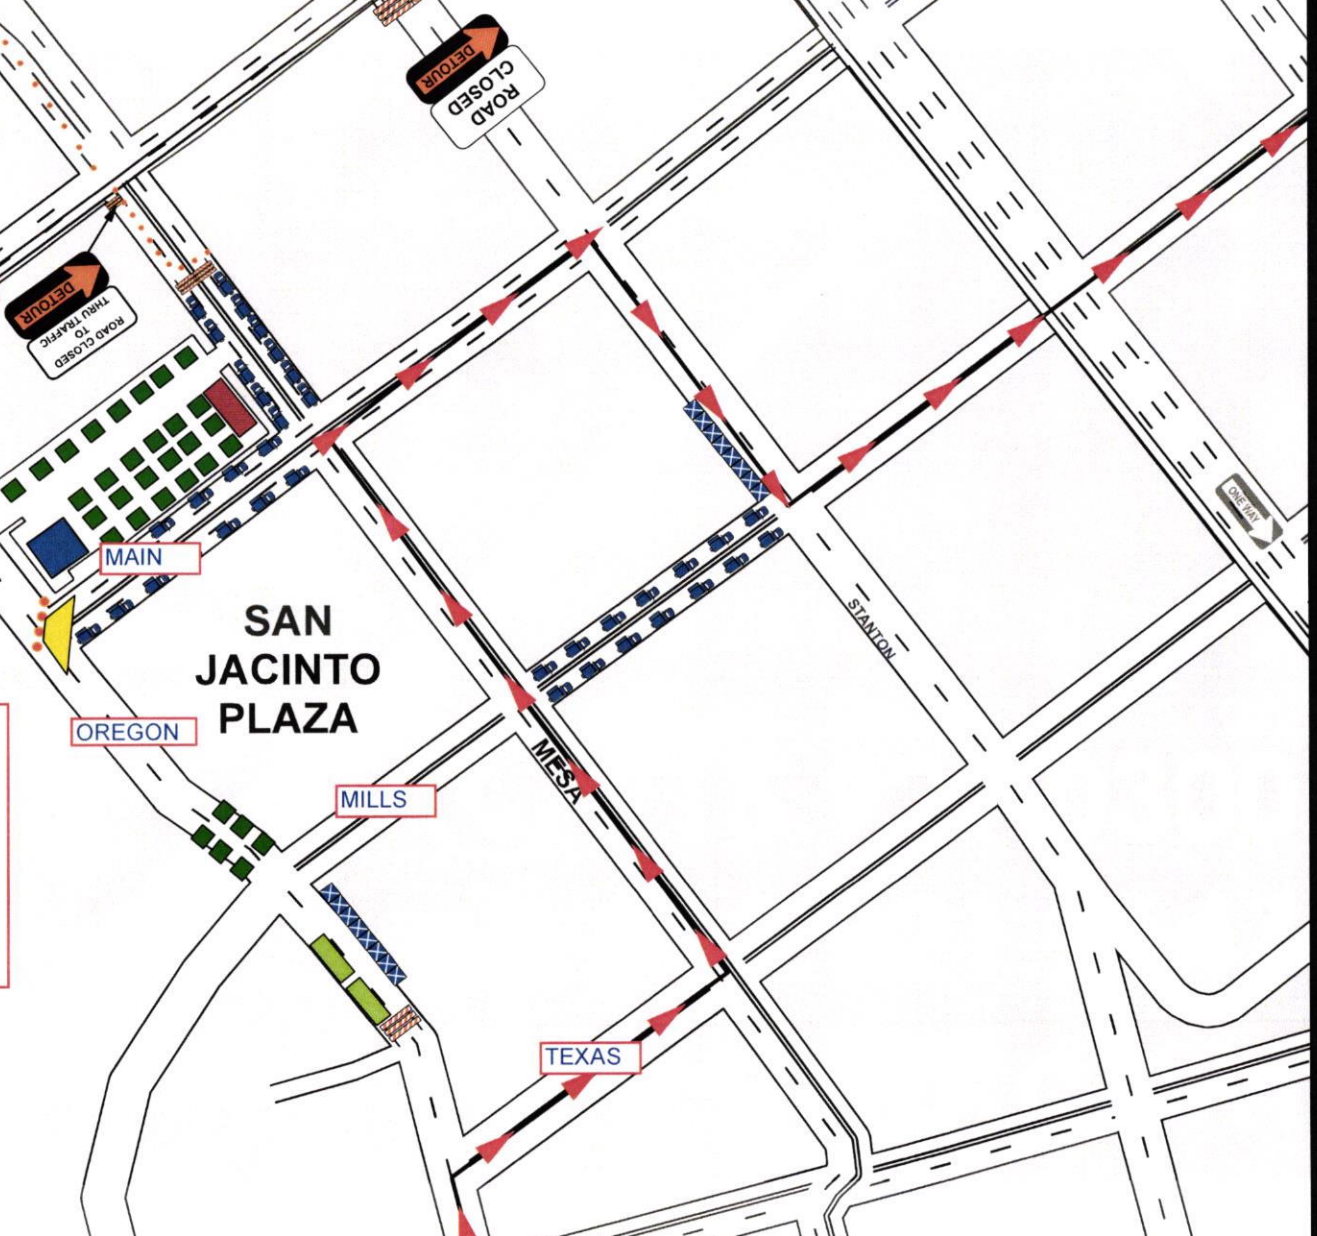 DETOUR
ROAD
CLOSED
DETOUR
ROAD CLOSED
TO
THRU TRAFFIC
MAIN
SAN
JACINTO
PLAZA
OREGON
MILLS
MESA
STANTON
ONE WAY
TEXAS